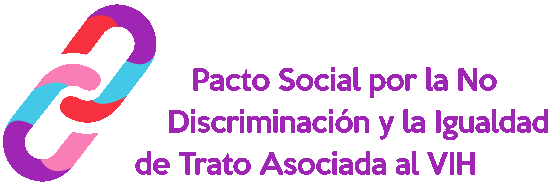 Pacto Social por la No
Discriminación y la Igualdad
de Trato Asociada al VIH